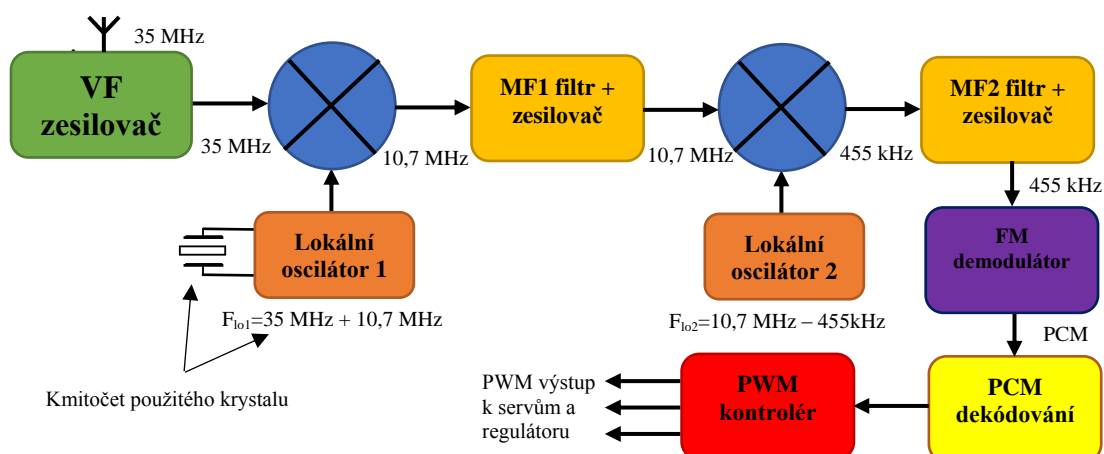 35 MHz
VF
zesilovač
35 MHz
10,7 MHz
MF1 filtr +
zesilovač
10,7 MHz
455 kHz
MF2 filtr +
zesilovač
455 kHz
Lokální
oscilátor 1
F_lo1=35 MHz + 10,7 MHz
Kmitočet použitého krystalu
Lokální
oscilátor 2
F_lo2=10,7 MHz – 455kHz
FM
demodulátor
PCM
PCM
dekódování
PWM
kontrolér
PWM výstup
k servům a
regulátoru